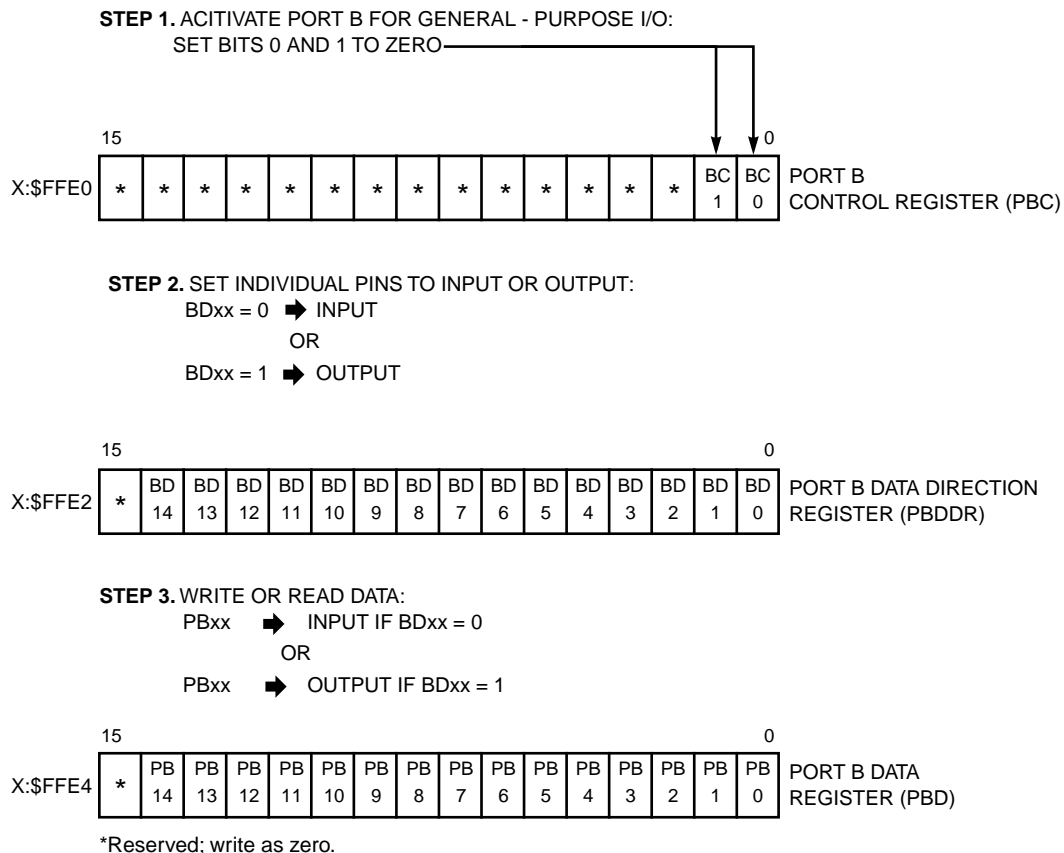 STEP 1. ACITIVATE PORT B FOR GENERAL - PURPOSE I/O:
SET BITS 0 AND 1 TO ZERO
15 0
X:$FFE0 * * * * * * * * * * * * * * BC 1 BC 0 PORT B
CONTROL REGISTER (PBC)
STEP 2. SET INDIVIDUAL PINS TO INPUT OR OUTPUT:
BDxx = 0 ➡ INPUT
OR
BDxx = 1 ➡ OUTPUT
15 0
X:$FFE2 * BD 14 BD 13 BD 12 BD 11 BD 10 BD 9 BD 8 BD 7 BD 6 BD 5 BD 4 BD 3 BD 2 BD 1 BD 0 PORT B DATA DIRECTION
REGISTER (PBDDR)
STEP 3. WRITE OR READ DATA:
PBxx ➡ INPUT IF BDxx = 0
OR
PBxx ➡ OUTPUT IF BDxx = 1
15 0
X:$FFE4 * PB 14 PB 13 PB 12 PB 11 PB 10 PB 9 PB 8 PB 7 PB 6 PB 5 PB 4 PB 3 PB 2 PB 1 PB 0 PORT B DATA
REGISTER (PBD)
*Reserved; write as zero.